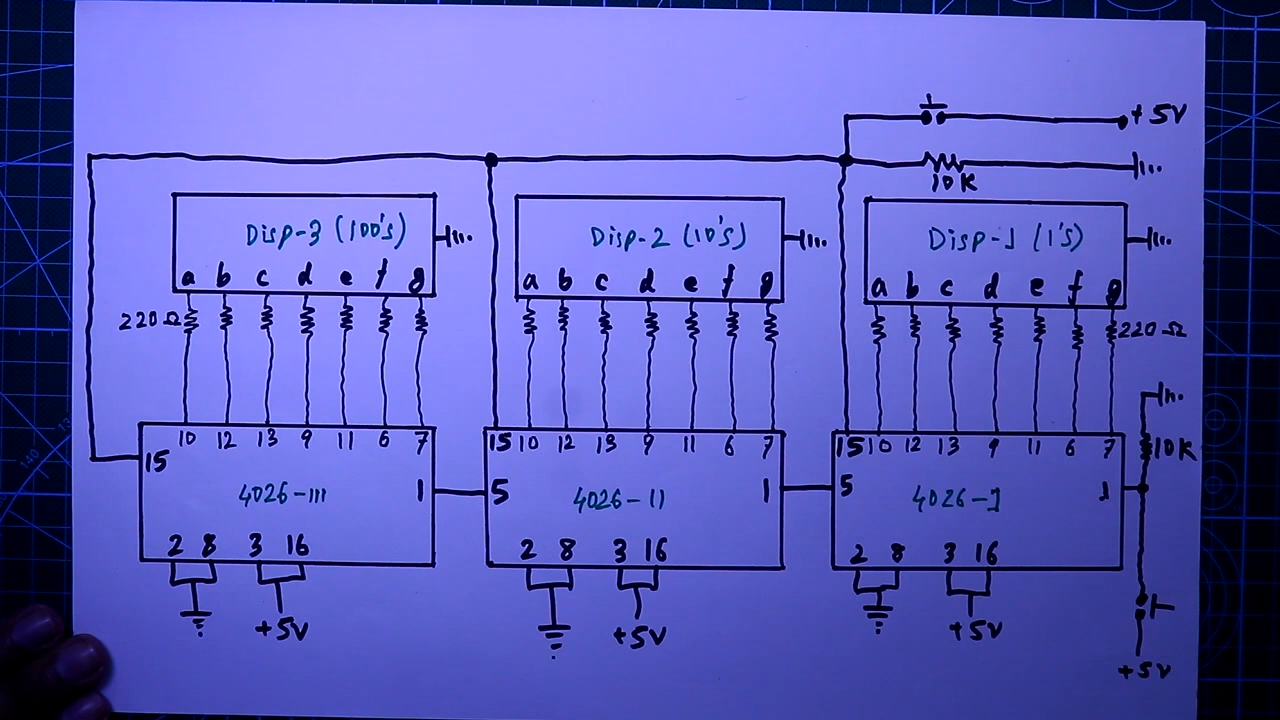 +5V
10K
Disp-3 (100's)
Disp-2 (10's)
Disp-1 (1's)
a b c d e f g
a b c d e f g
a b c d e f g
220Ω
220Ω
10 12 13 9 11 6 7
15 10 12 13 9 11 6 7
15 10 12 13 9 11 6 7
10K
15
4026-III
1
5
4026-II
1
5
4026-I
1
2 8 3 16
2 8 3 16
2 8 3 16
+5V
+5V
+5V
+5V
140